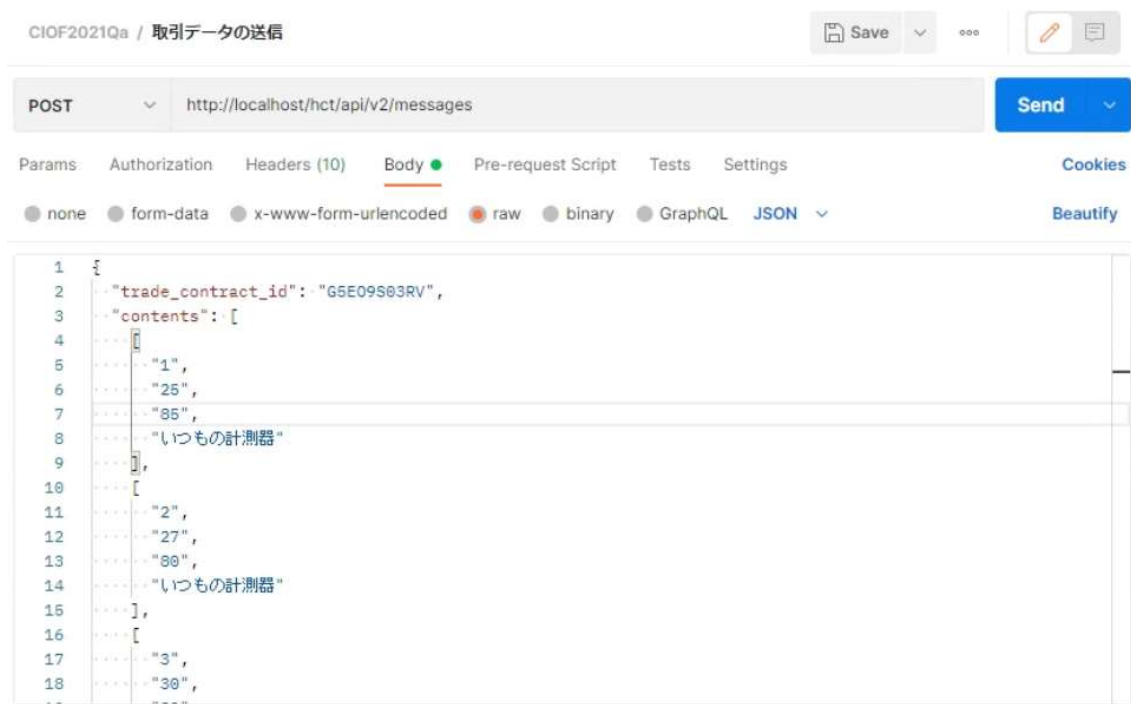 CIOF2021Qa / 取引データの送信 Save
POST http://localhost/hct/api/v2/messages Send
Params Authorization Headers (10) Body Pre-request Script Tests Settings Cookies
none form-data x-www-form-urlencoded raw binary GraphQL JSON Beautify
1 {
2 "trade_contract_id": "G5EO9S03RV",
3 "contents": [
4 [
5 "1",
6 "25",
7 "85",
8 "いつもの計測器"
9 ],
10 [
11 "2",
12 "27",
13 "80",
14 "いつもの計測器"
15 ],
16 [
17 "3",
18 "30",